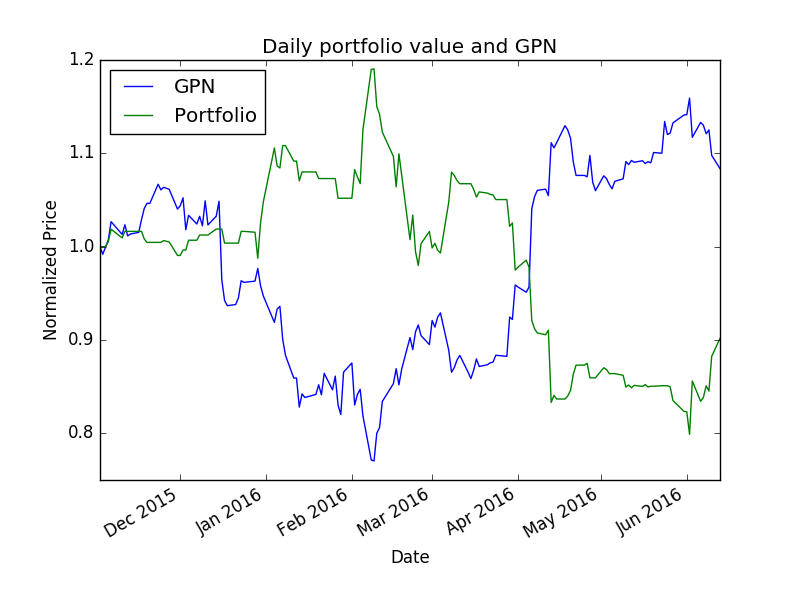 Daily portfolio value and GPN
GPN
Portfolio
1.2
1.1
1.0
0.9
0.8
Normalized Price
Dec 2015
Jan 2016
Feb 2016
Mar 2016
Apr 2016
May 2016
Jun 2016
Date